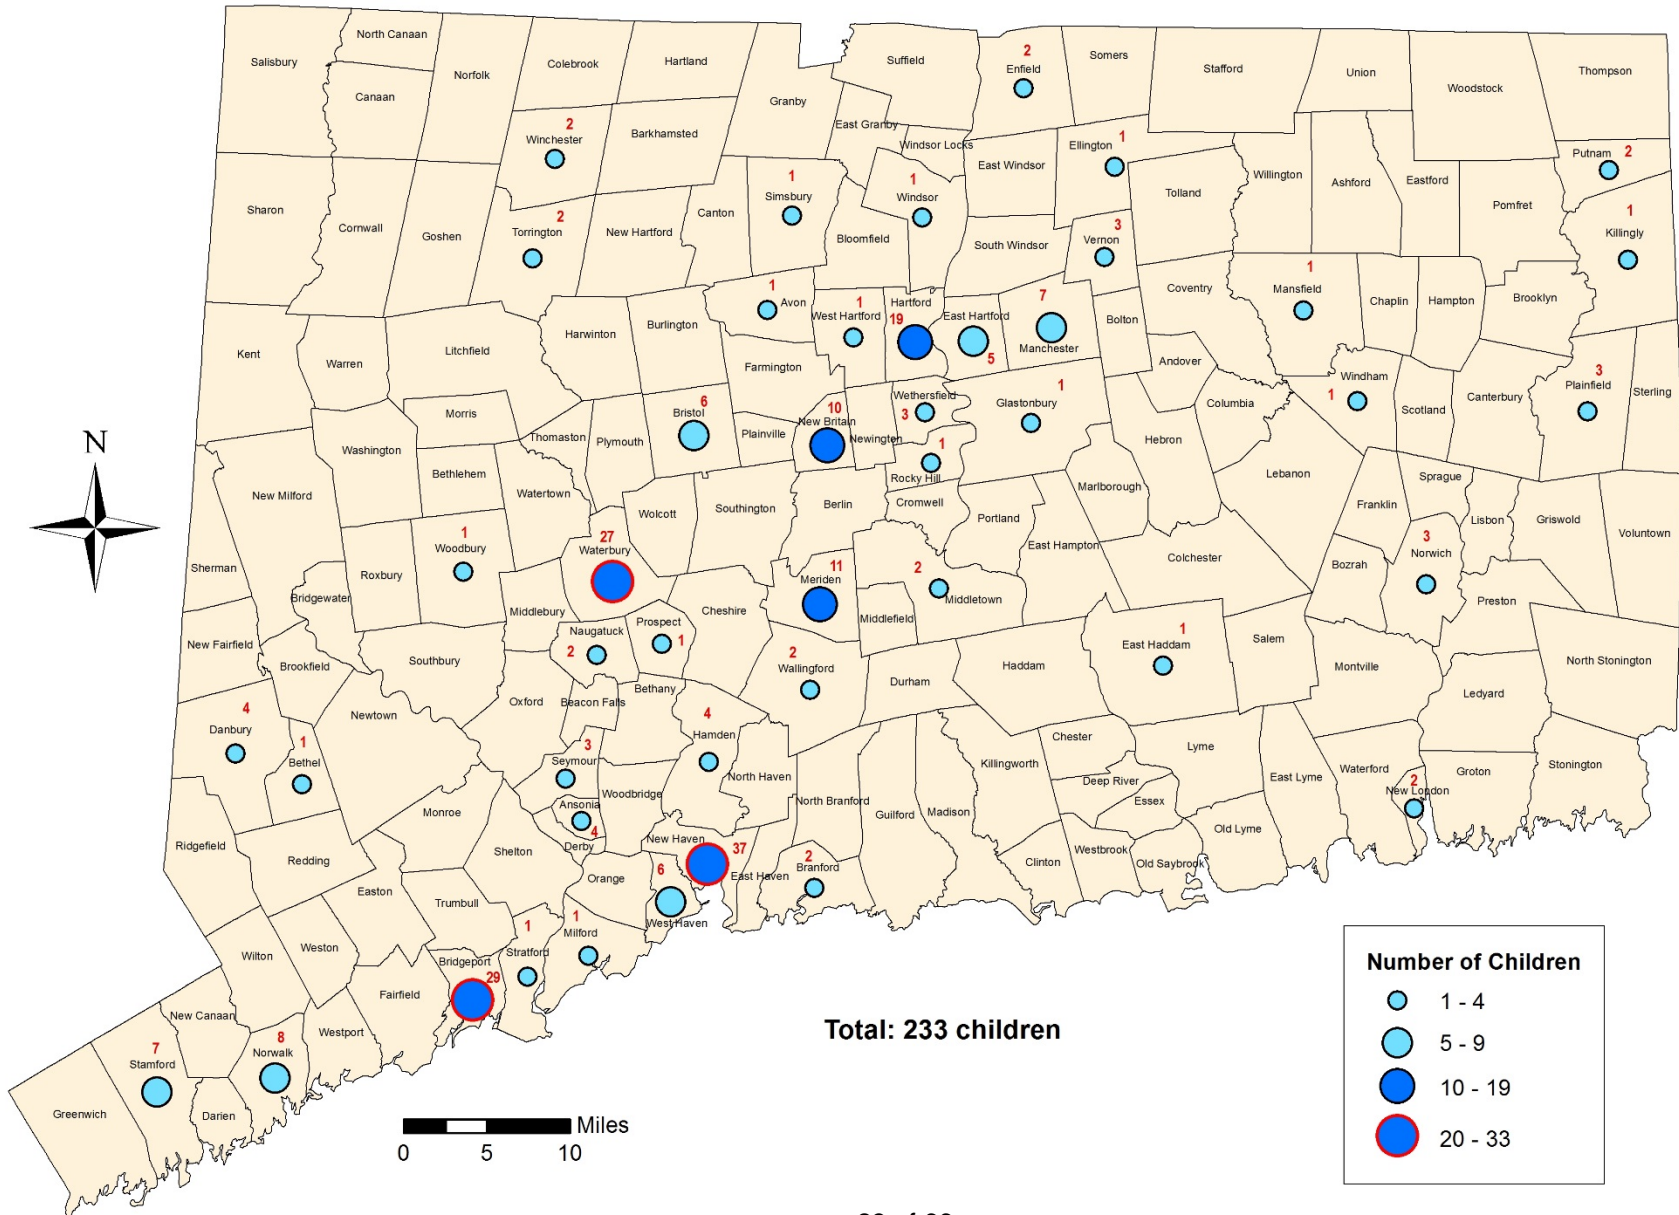 North Canaan
Salisbury
Canaan
Norfolk
Colebrook
Hartland
Suffield
2
Enfield
Somers
Stafford
Union
Woodstock
Thompson
Granby
East Granby
Windsor Locks
2
Winchester
Barkhamsted
East Windsor
1
Ellington
Willington
Ashford
Eastford
Putnam
2
Sharon
Cornwall
Goshen
2
Torrington
New Hartford
Canton
1
Simsbury
1
Windsor
Bloomfield
South Windsor
3
Vernon
Tolland
Pomfret
1
Killingly
1
Mansfield
Coventry
Chaplin
Hampton
Brooklyn
Kent
Warren
Litchfield
Harwinton
Burlington
1
Avon
1
West Hartford
Hartford
19
East Hartford
5
7
Manchester
Bolton
Andover
Farmington
1
Windham
Scotland
Canterbury
3
Plainfield
Sterling
Morris
Washington
Thomaston
Plymouth
6
Bristol
Plainville
10
New Britain
Newington
Wethersfield
3
1
Glastonbury
Columbia
Hebron
Lebanon
1
Rocky Hill
Cromwell
Bethlehem
New Milford
Watertown
Wolcott
Southington
Berlin
Portland
Marlborough
Franklin
Sprague
Lisbon
Griswold
Voluntown
East Hampton
Colchester
Bozrah
3
Norwich
Preston
1
Woodbury
Roxbury
Sherman
Bridgewater
27
Waterbury
Middlebury
11
Meriden
Cheshire
2
Middletown
Middlefield
Naugatuck
2
Prospect
1
New Fairfield
Brookfield
Southbury
2
Wallingford
Durham
Haddam
1
East Haddam
Salem
Montville
North Stonington
Ledyard
4
Danbury
1
Bethel
Newtown
Oxford
Beacon Falls
Bethany
4
Hamden
North Haven
3
Seymour
Woodbridge
Ansonia
4
Derby
Killingworth
Chester
Deep River
Essex
Lyme
East Lyme
Waterford
2
New London
Groton
Stonington
Old Lyme
North Branford
Guilford
Madison
Clinton
Westbrook
Old Saybrook
Ridgefield
Redding
Monroe
Shelton
New Haven
37
East Haven
2
Branford
6
West Haven
Orange
Easton
Trumbull
1
Milford
1
Stratford
Bridgeport
29
Wilton
Weston
Fairfield
Westport
New Canaan
8
Norwalk
7
Stamford
Darien
Greenwich
N
Total: 233 children
Miles
0 5 10
Number of Children
1 - 4
5 - 9
10 - 19
20 - 33